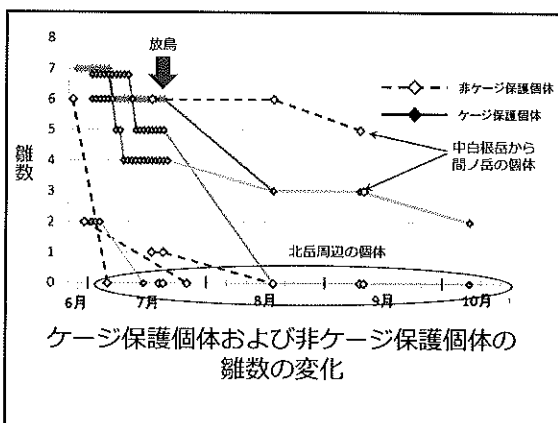 放鳥
8
7
6
5
4
3
2
1
0
雛数
非ケージ保護個体
ケージ保護個体
中白根岳から
間ノ岳の個体
北岳周辺の個体
6月 7月 8月 9月 10月
ケージ保護個体および非ケージ保護個体の
雛数の変化